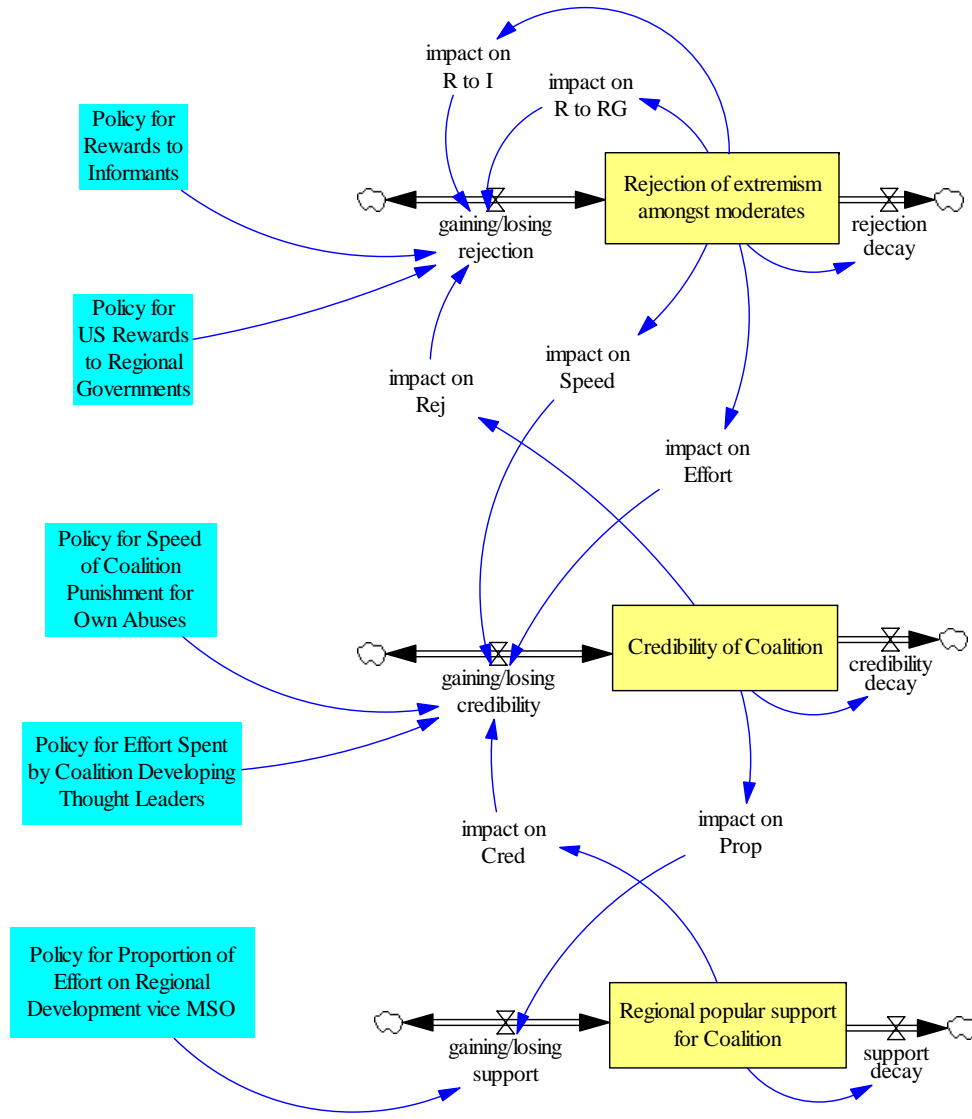 impact on
R to I
impact on
R to RG
Policy for
Rewards to
Informants
Rejection of extremism
amongst moderates
gaining/losing
rejection
rejection
decay
Policy for
US Rewards
to Regional
Governments
impact on
Speed
impact on
Rej
impact on
Effort
Policy for Speed
of Coalition
Punishment for
Own Abuses
Credibility of Coalition
gaining/losing
credibility
credibility
decay
Policy for Effort Spent
by Coalition Developing
Thought Leaders
impact on
Cred
impact on
Prop
Policy for Proportion of
Effort on Regional
Development vice MSO
Regional popular support
for Coalition
gaining/losing
support
support
decay